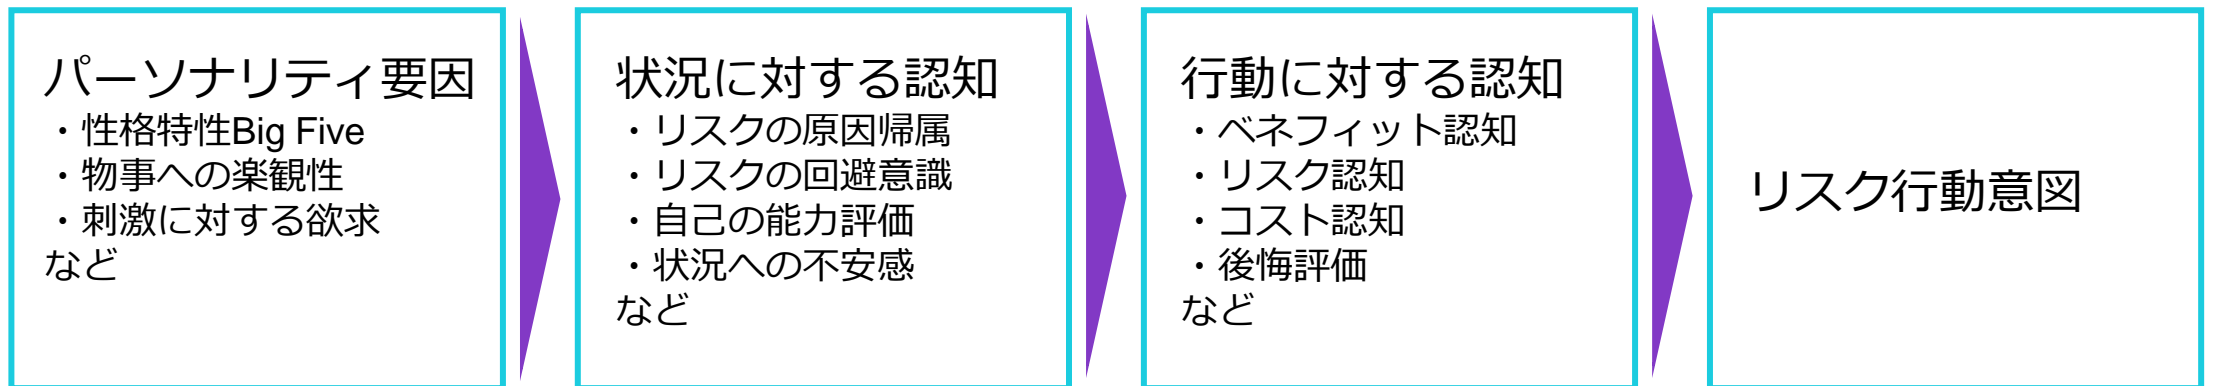 パーソナリティ要因
・性格特性Big Five
・物事への楽観性
・刺激に対する欲求
など
状況に対する認知
・リスクの原因帰属
・リスクの回避意識
・自己の能力評価
・状況への不安感
など
行動に対する認知
・ベネフィット認知
・リスク認知
・コスト認知
・後悔評価
など
リスク行動意図